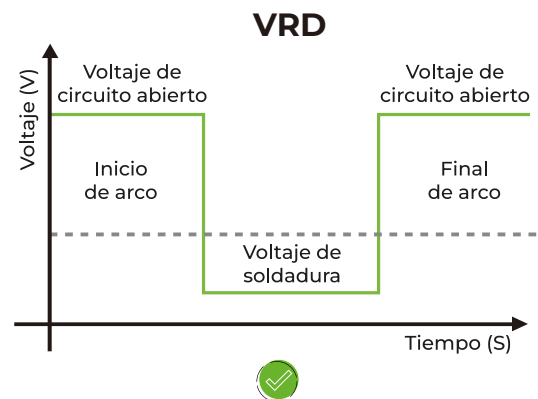 VRD
Voltaje (V)
Voltaje de
circuito abierto
Voltaje de
circuito abierto
Inicio
de arco
Final
de arco
Voltaje de
soldadura
Tiempo (S)